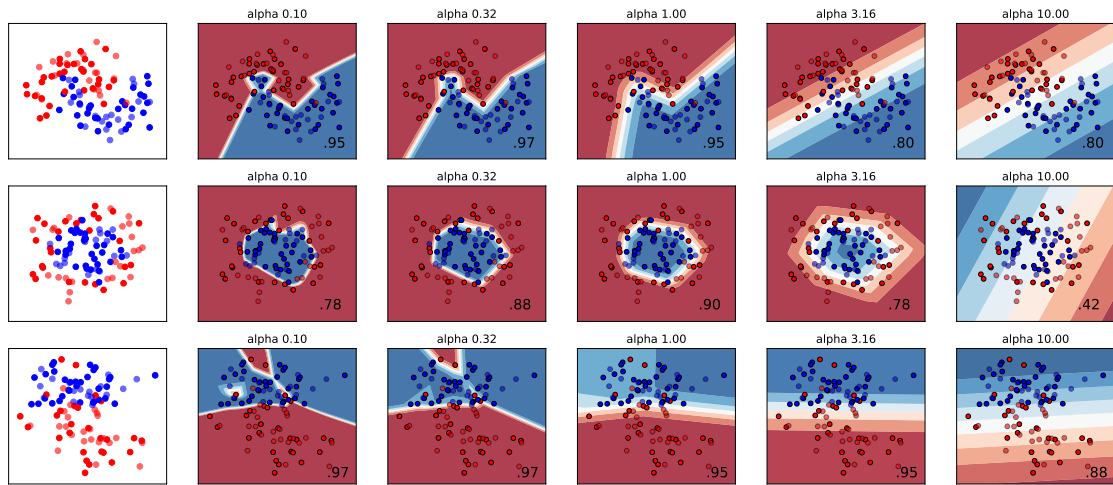 alpha 0.10 alpha 0.32 alpha 1.00 alpha 3.16 alpha 10.00
.95 .97 .95 .80 .80
alpha 0.10 alpha 0.32 alpha 1.00 alpha 3.16 alpha 10.00
.78 .88 .90 .78 .42
alpha 0.10 alpha 0.32 alpha 1.00 alpha 3.16 alpha 10.00
.97 .97 .95 .95 .88